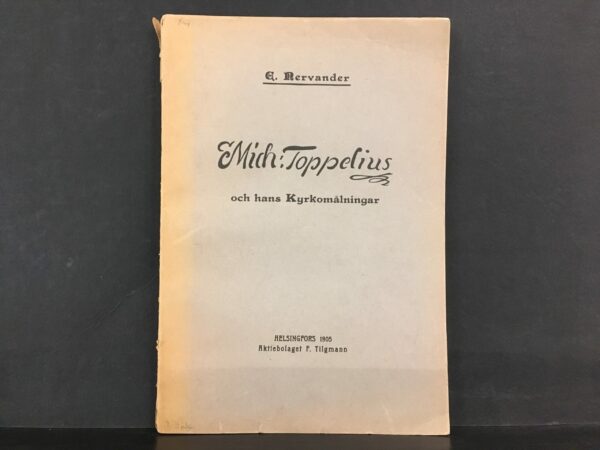 E. Nervander
Mich: Toppelius
och hans Kyrkomålningar
HELSINGFORS 1905
Aktiebolaget F. Tilgmann